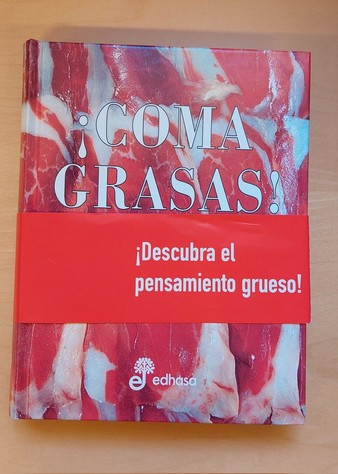 ¡COMA
GRASAS!
¡Descubra el
pensamiento grueso!
edhasa